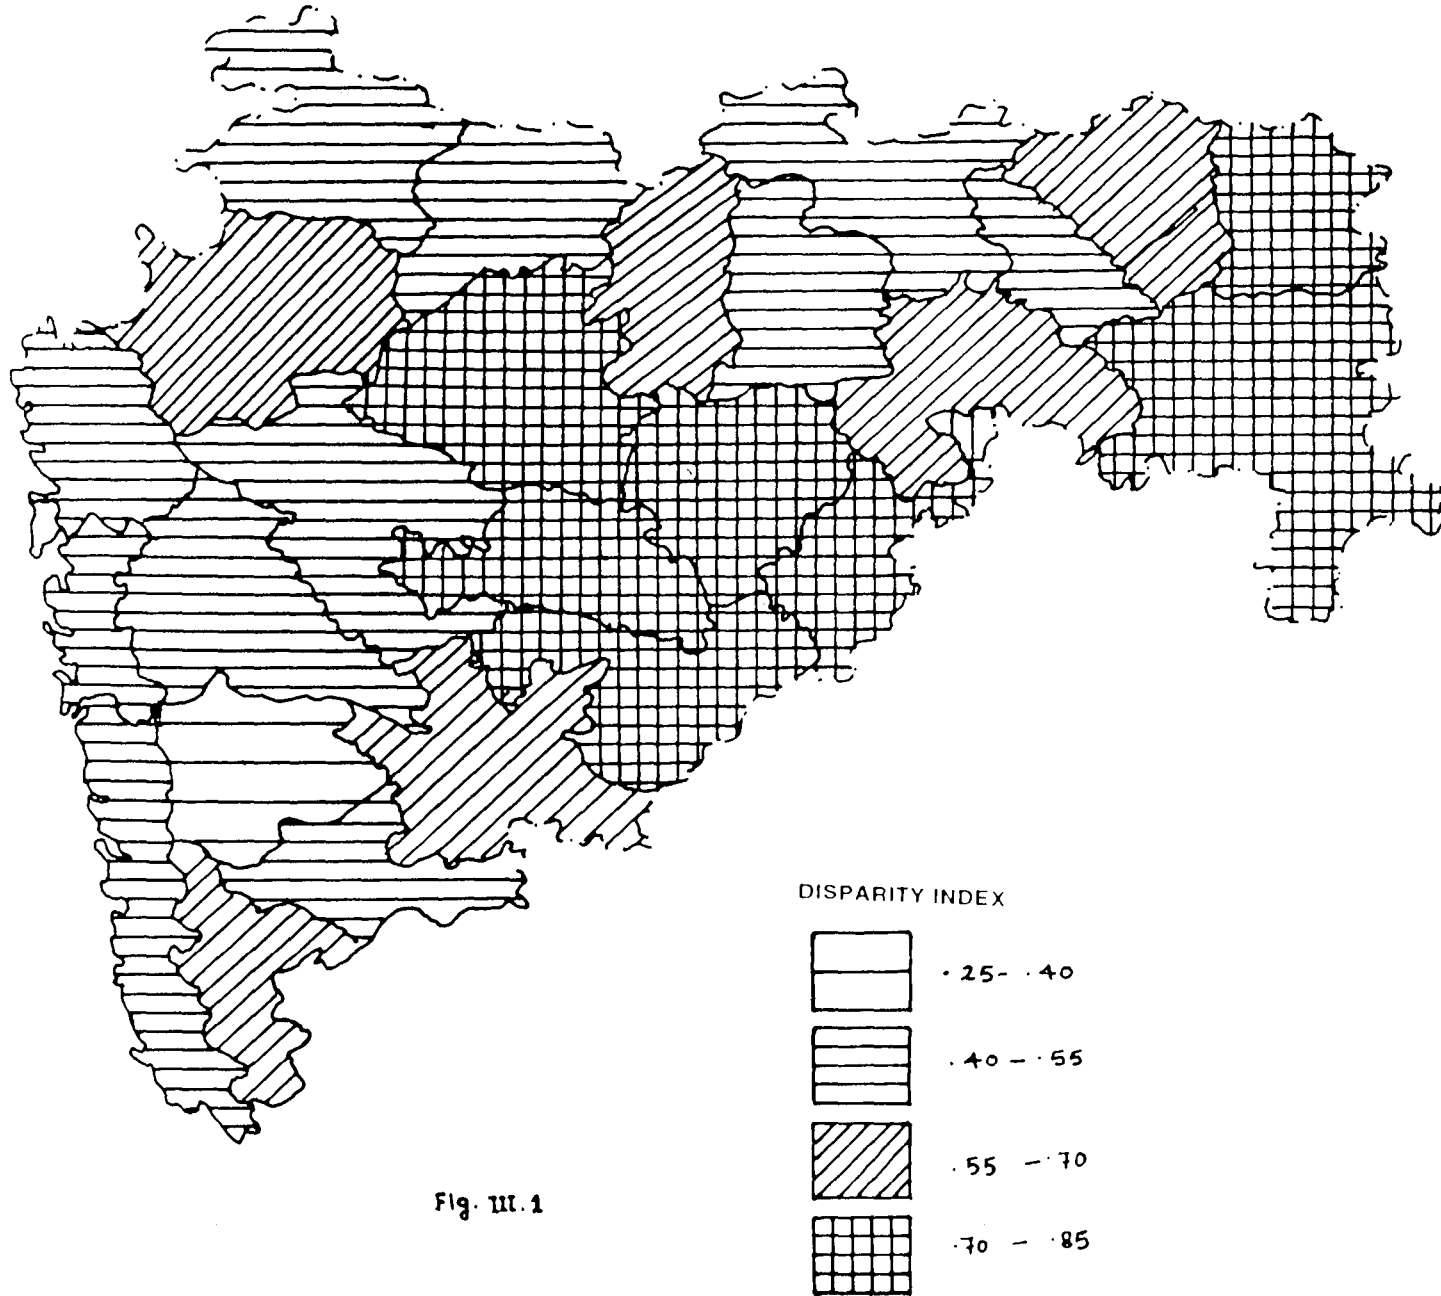 DISPARITY INDEX
.25- .40
.40 - .55
.55 - .70
.70 - .85
Fig. III.1